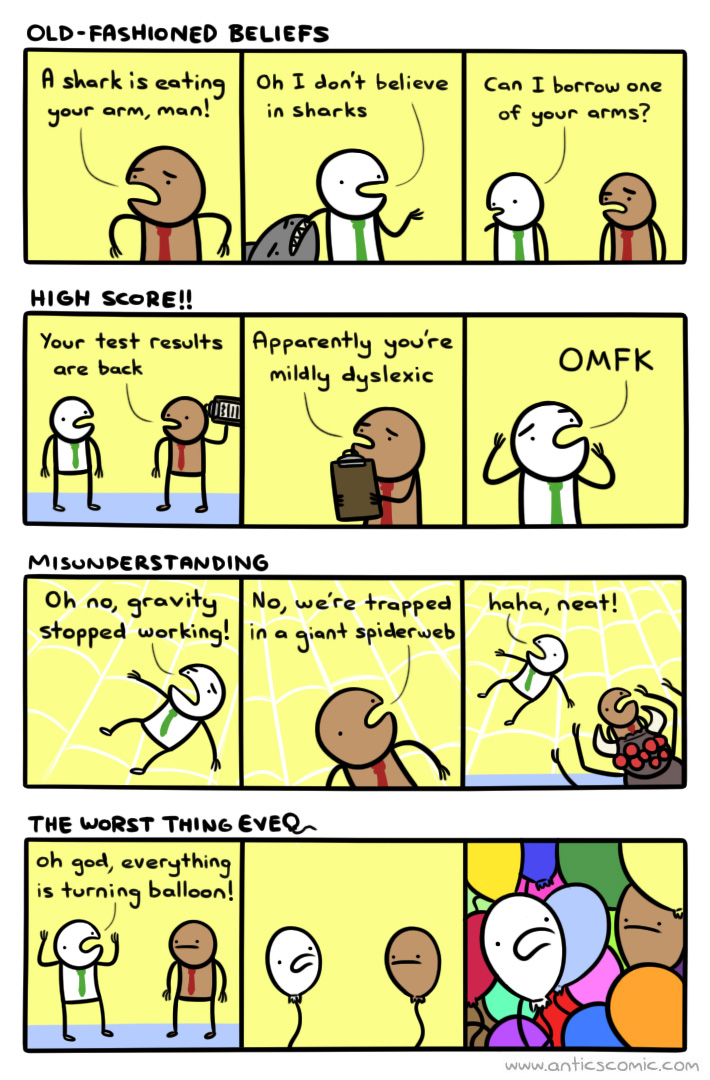 OLD-FASHIONED BELIEFS
A shark is eating
your arm, man!
Oh I don't believe
in sharks
Can I borrow one
of your arms?
HIGH SCORE!!
Your test results
are back
Apparently you're
mildly dyslexic
OMFK
MISUNDERSTANDING
Oh no, gravity
stopped working!
No, we're trapped
in a giant spiderweb
haha, neat!
THE WORST THING EVER
oh god, everything
is turning balloon!
www.anticscomic.com